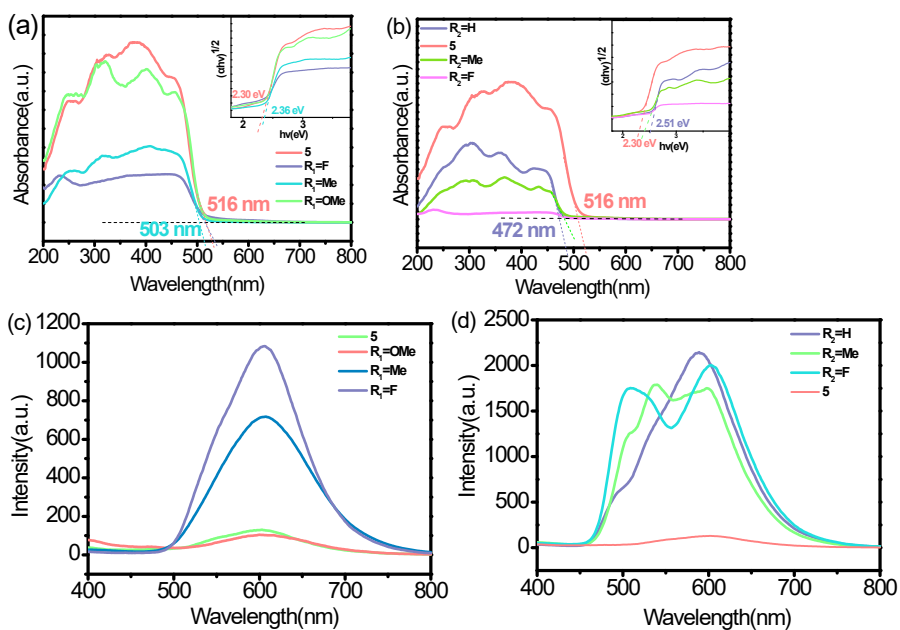 (a)
Absorbance(a.u.)
(αhν)1/2
2.30 eV
2.36 eV
2 3
hν(eV)
5
R1=F
R1=Me
R1=OMe
516 nm
503 nm
200 300 400 500 600 700 800
Wavelength(nm)
(b)
Absorbance(a.u.)
R2=H
5
R2=Me
R2=F
(αhν)1/2
2.51 eV
2 3
2.30 eV hν(eV)
516 nm
472 nm
200 300 400 500 600 700 800
Wavelength(nm)
(c)
Intensity(a.u.)
1200
1000
800
600
400
200
0
5
R1=OMe
R1=Me
R1=F
400 500 600 700 800
Wavelength(nm)
(d)
Intensity(a.u.)
2500
2000
1500
1000
500
0
R2=H
R2=Me
R2=F
5
400 500 600 700 800
Wavelength(nm)